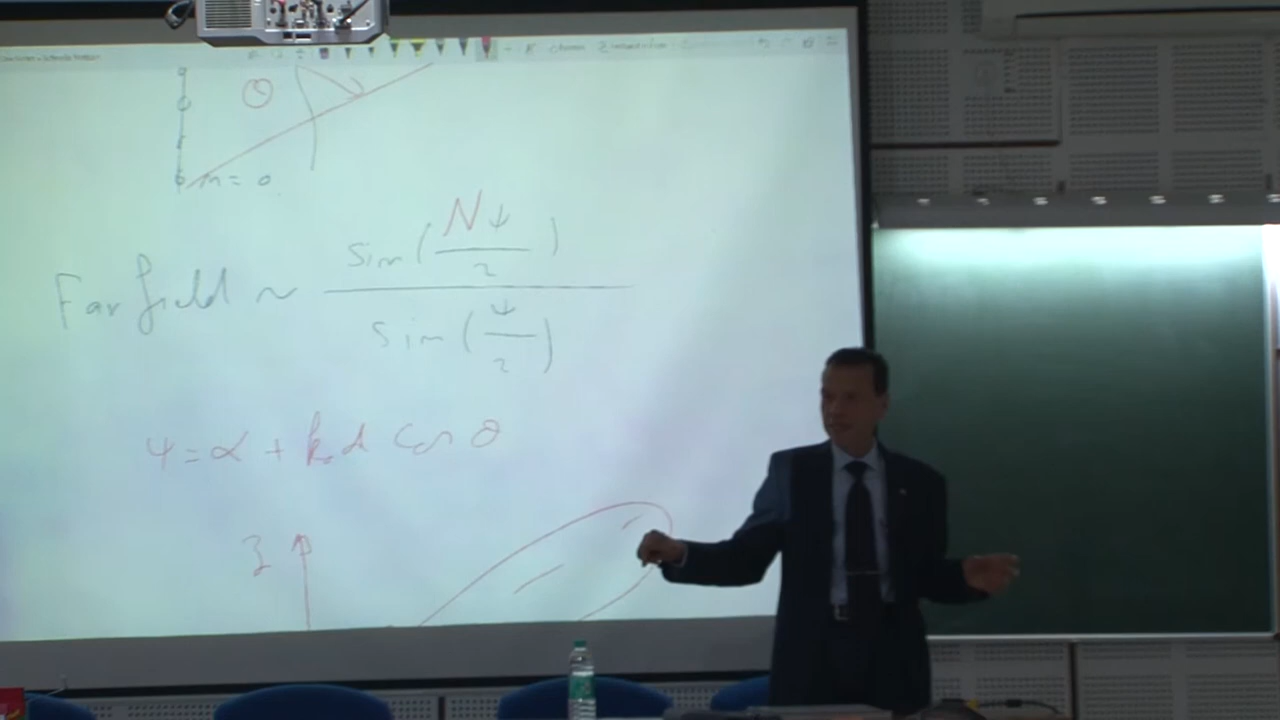 θ
m = 0
Far field ~ sin(Nψ/2) / sin(ψ/2)
ψ = α + k₀d Cos θ
z